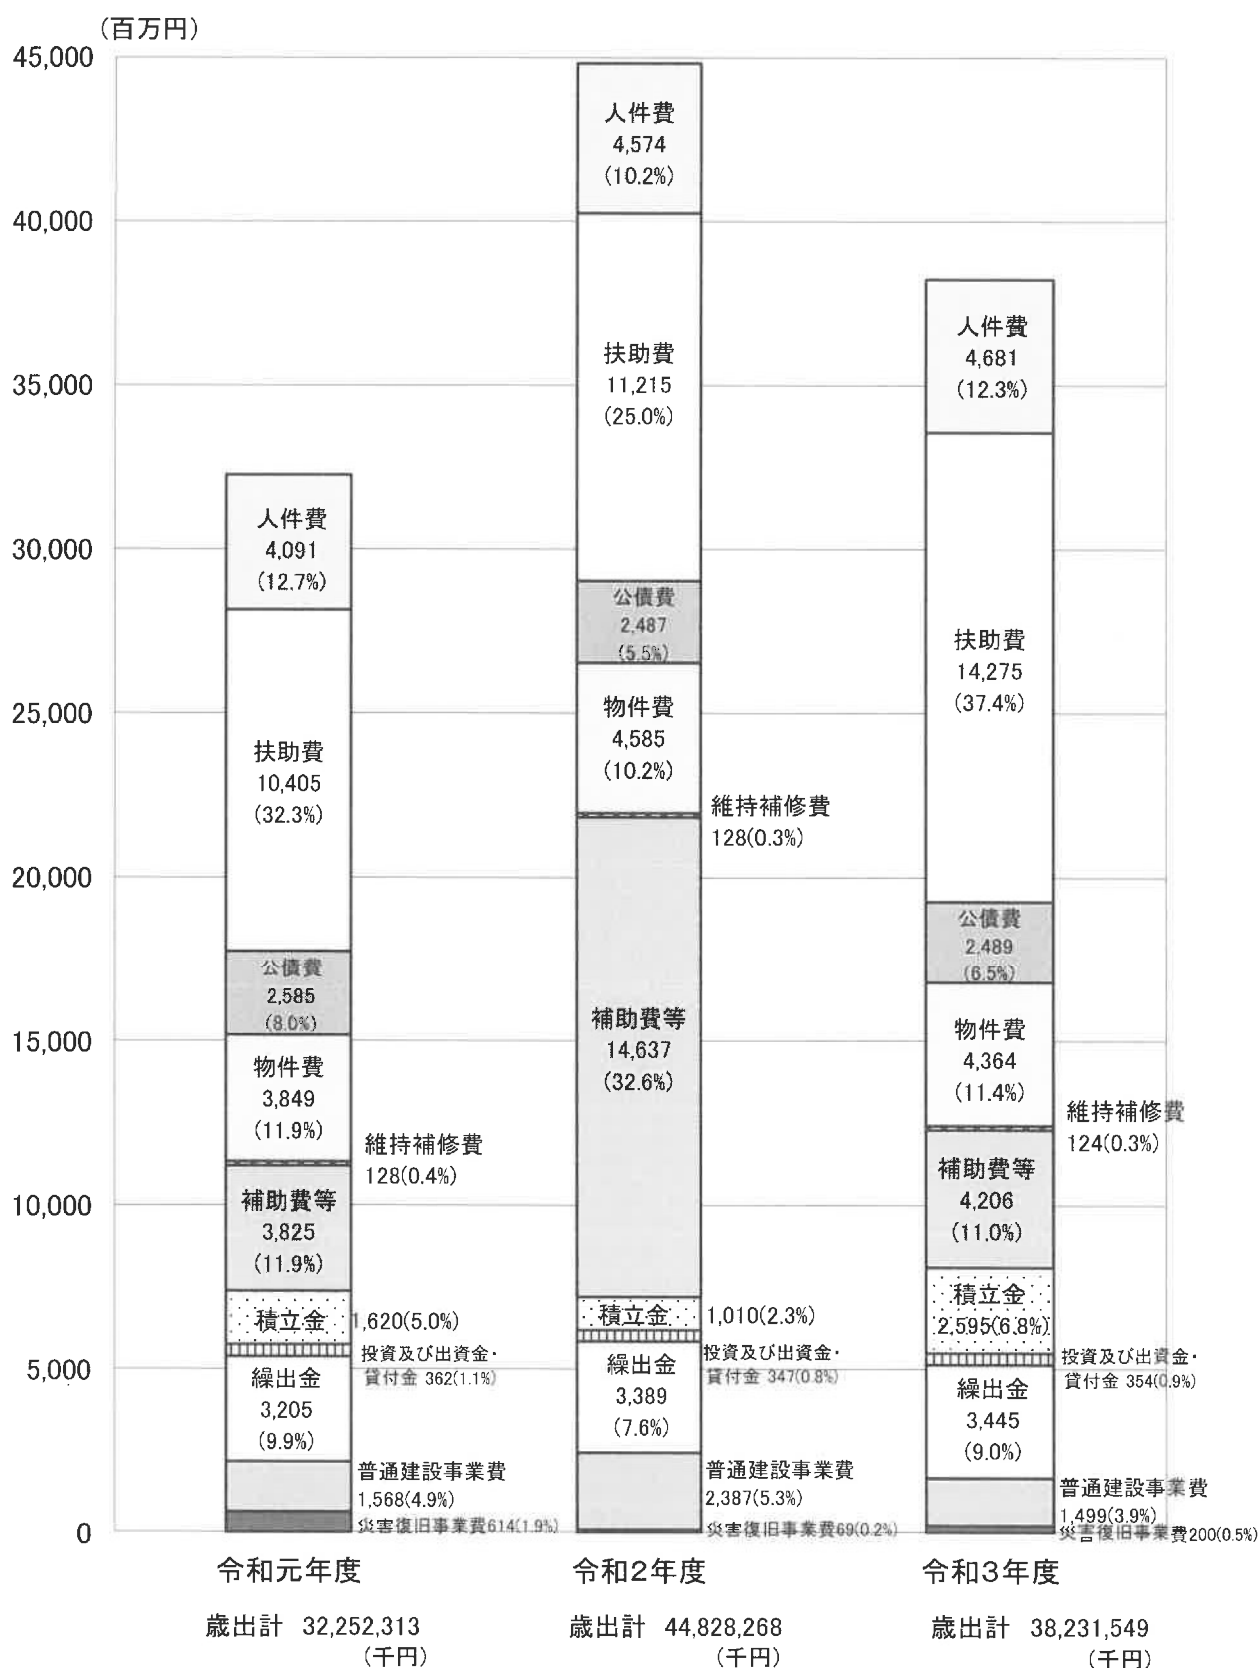 (百万円)
45,000
40,000
35,000
30,000
25,000
20,000
15,000
10,000
5,000
0
人件費
4,091
(12.7%)
扶助費
10,405
(32.3%)
公債費
2,585
(8.0%)
物件費
3,849
(11.9%)
維持補修費
128(0.4%)
補助費等
3,825
(11.9%)
積立金 1,620(5.0%)
投資及び出資金・
貸付金 362(1.1%)
繰出金
3,205
(9.9%)
普通建設事業費
1,568(4.9%)
災害復旧事業費614(1.9%)
令和元年度
歳出計 32,252,313
(千円)
人件費
4,574
(10.2%)
扶助費
11,215
(25.0%)
公債費
2,487
(5.5%)
物件費
4,585
(10.2%)
維持補修費
128(0.3%)
補助費等
14,637
(32.6%)
積立金 1,010(2.3%)
投資及び出資金・
貸付金 347(0.8%)
繰出金
3,389
(7.6%)
普通建設事業費
2,387(5.3%)
災害復旧事業費69(0.2%)
令和2年度
歳出計 44,828,268
(千円)
人件費
4,681
(12.3%)
扶助費
14,275
(37.4%)
公債費
2,489
(6.5%)
物件費
4,364
(11.4%)
維持補修費
124(0.3%)
補助費等
4,206
(11.0%)
積立金
2,595(6.8%)
投資及び出資金・
貸付金 354(0.9%)
繰出金
3,445
(9.0%)
普通建設事業費
1,499(3.9%)
災害復旧事業費200(0.5%)
令和3年度
歳出計 38,231,549
(千円)